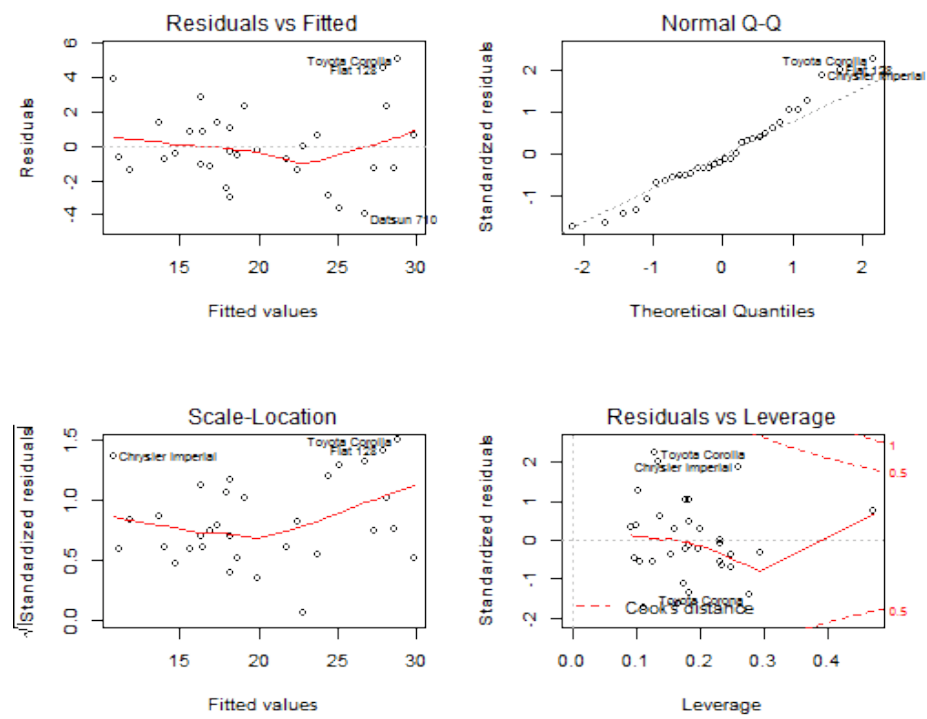 Residuals vs Fitted
Residuals
6
4
2
0
-2
-4
Toyota Corolla
Fiat 128
Datsun 710
15 20 25 30
Fitted values
Normal Q-Q
Standardized residuals
2
1
0
-1
Toyota Corolla
Fiat 128
Chrysler Imperial
-2 -1 0 1 2
Theoretical Quantiles
Scale-Location
√|Standardized residuals|
1.5
1.0
0.5
0.0
Chrysler Imperial
Toyota Corolla
Fiat 128
15 20 25 30
Fitted values
Residuals vs Leverage
Standardized residuals
2
1
0
-1
-2
Toyota Corolla
Chrysler Imperial
Toyota Corona
Cook's distance
1
0.5
0.5
0.0 0.1 0.2 0.3 0.4
Leverage